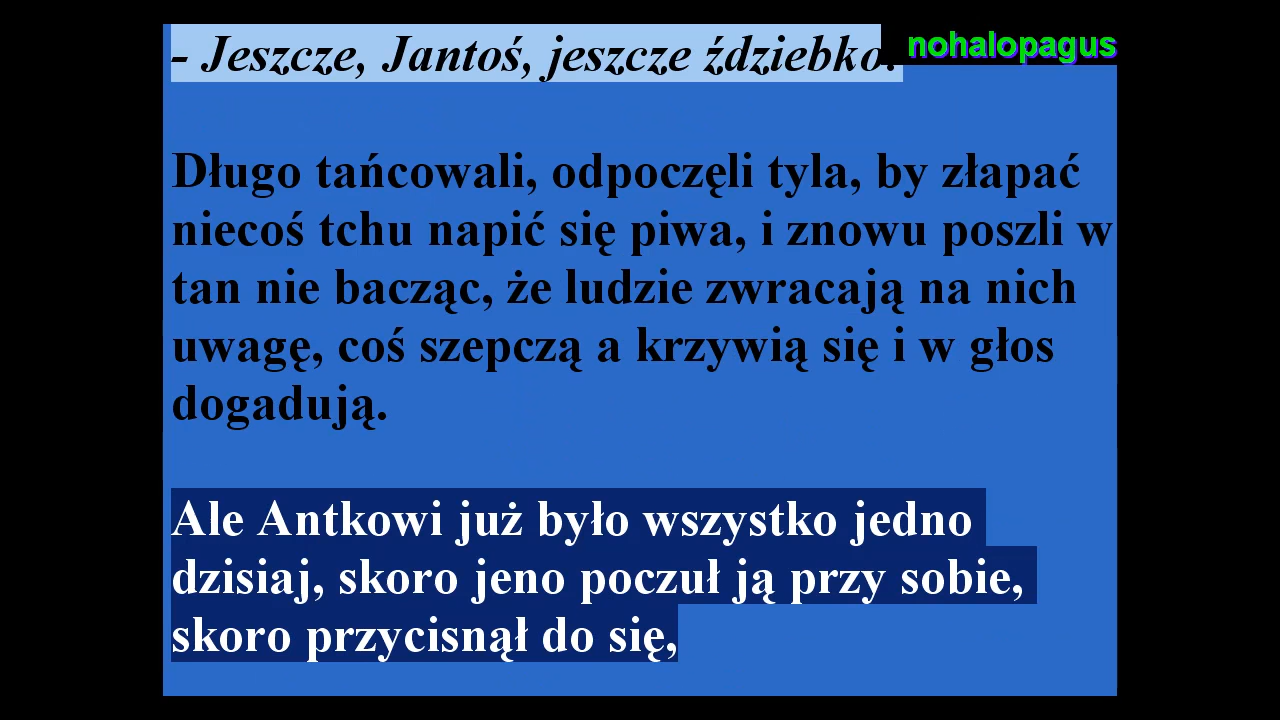 - Jeszcze, Jantoś, jeszcze ździebko.
nohalopagus
Długo tańcowali, odpoczęli tyla, by złapać
niecoś tchu napić się piwa, i znowu poszli w
tan nie bacząc, że ludzie zwracają na nich
uwagę, coś szepczą a krzywią się i w głos
dogadują.
Ale Antkowi już było wszystko jedno
dzisiaj, skoro jeno poczuł ją przy sobie,
skoro przycisnął do się,